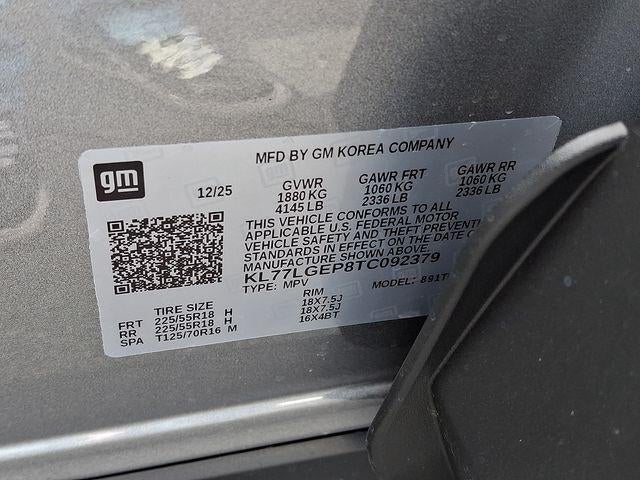 MFD BY GM KOREA COMPANY
gm
12/25
GVWR GAWR FRT GAWR RR
1880 KG 1060 KG 1060 KG
4145 LB 2336 LB 2336 LB
THIS VEHICLE CONFORMS TO ALL
APPLICABLE U.S. FEDERAL MOTOR
VEHICLE SAFETY AND THEFT PREVENTI
STANDARDS IN EFFECT ON THE DATE O
MANUFACTURE SHOWN ABOVE.
KL77LGEP8TC092379
TYPE: MPV MODEL: 891T
TIRE SIZE RIM
FRT 225/55R18 H 18X7.5J
RR 225/55R18 H 18X7.5J
SPA T125/70R16 M 16X4BT